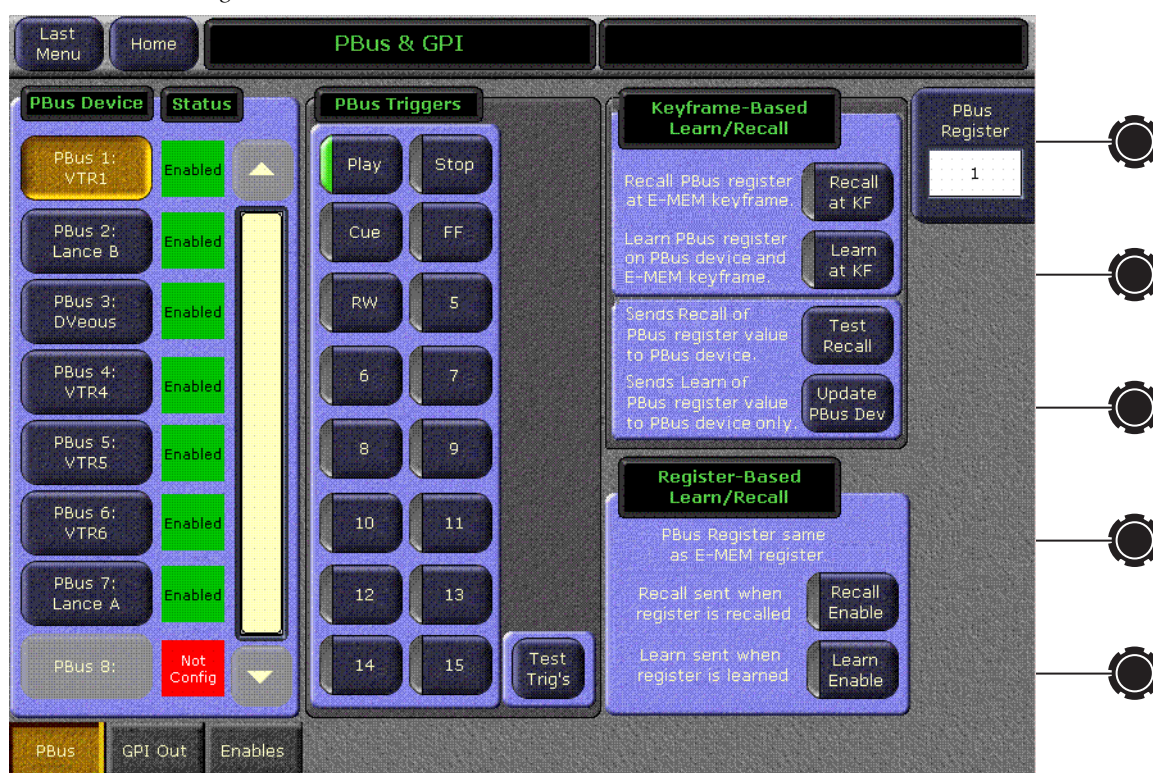 Last
Menu
Home
PBus & GPI
PBus Device
Status
PBus 1:
VTR1
Enabled
PBus 2:
Lance B
Enabled
PBus 3:
DVeous
Enabled
PBus 4:
VTR4
Enabled
PBus 5:
VTR5
Enabled
PBus 6:
VTR6
Enabled
PBus 7:
Lance A
Enabled
PBus 8:
Not
Config
PBus Triggers
Play
Stop
Cue
FF
RW
5
6
7
8
9
10
11
12
13
14
15
Test
Trig's
Keyframe-Based
Learn/Recall
Recall PBus register
at E-MEM keyframe.
Recall
at KF
Learn PBus register
on PBus device and
E-MEM keyframe.
Learn
at KF
Sends Recall of
PBus register value
to PBus device.
Test
Recall
Sends Learn of
PBus register value
to PBus device only.
Update
PBus Dev
Register-Based
Learn/Recall
PBus Register same
as E-MEM register
Recall sent when
register is recalled
Recall
Enable
Learn sent when
register is learned
Learn
Enable
PBus
Register
1
PBus
GPI Out
Enables